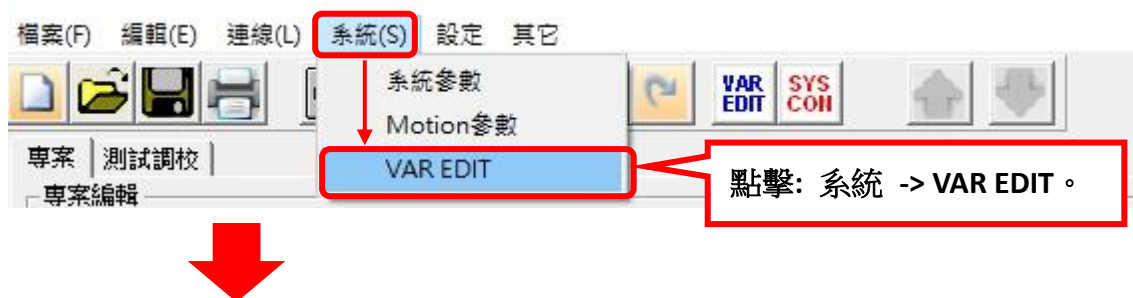 檔案(F) 編輯(E) 連線(L) 系統(S) 設定 其它
系統參數
Motion參數
VAR EDIT
VAR EDIT
SYS CON
專案 測試調校
專案編輯
點擊: 系統 -> VAR EDIT。